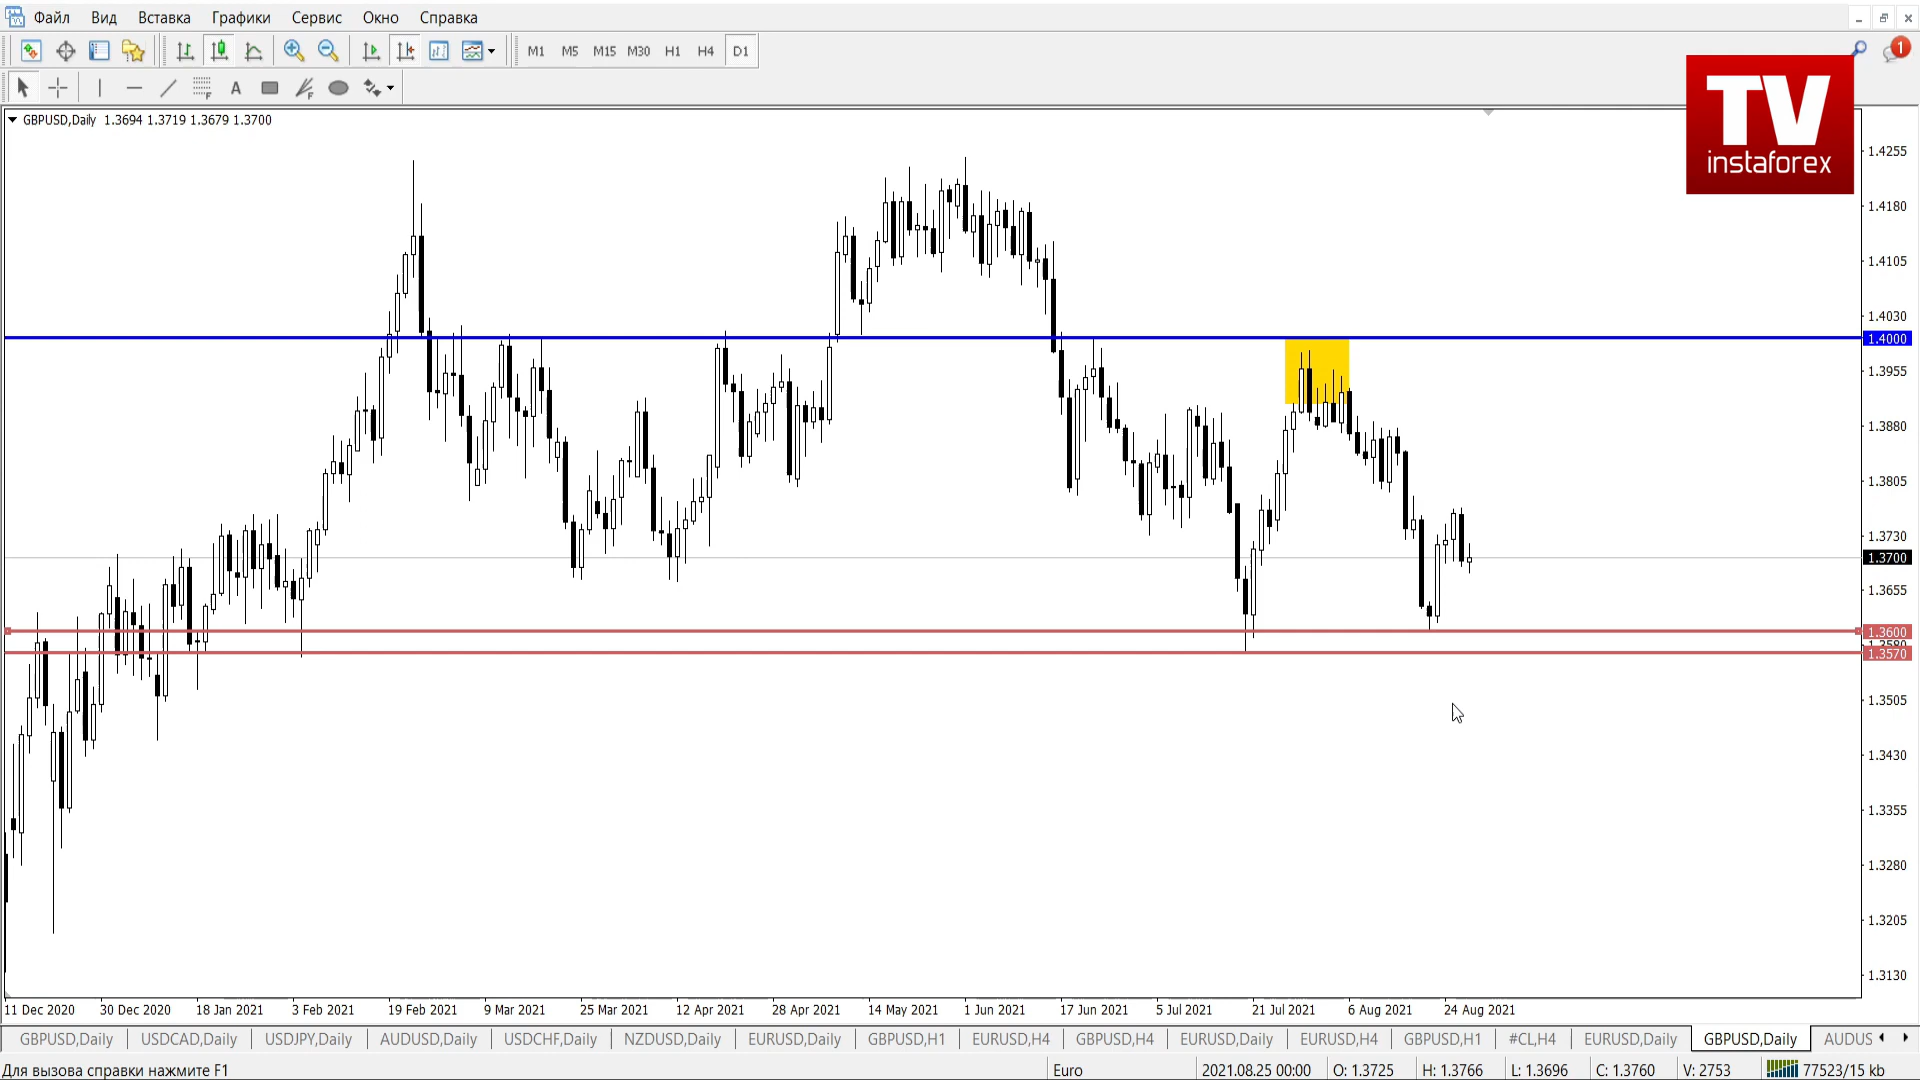 Файл Вид Вставка Графики Сервис Окно Справка
1
A M1 M5 M15 M30 H1 H4 D1
TV
instaforex
GBPUSD,Daily 1.3694 1.3719 1.3679 1.3700
1.4255
1.4180
1.4105
1.4030
1.4000
1.3955
1.3880
1.3805
1.3730
1.3700
1.3655
1.3600
1.3580
1.3570
1.3505
1.3430
1.3355
1.3280
1.3205
1.3130
11 Dec 2020 30 Dec 2020 18 Jan 2021 3 Feb 2021 19 Feb 2021 9 Mar 2021 25 Mar 2021 12 Apr 2021 28 Apr 2021 14 May 2021 1 Jun 2021 17 Jun 2021 5 Jul 2021 21 Jul 2021 6 Aug 2021 24 Aug 2021
GBPUSD,Daily USDCAD,Daily USDJPY,Daily AUDUSD,Daily USDCHF,Daily NZDUSD,Daily EURUSD,Daily GBPUSD,H1 EURUSD,H4 GBPUSD,H4 EURUSD,Daily EURUSD,H4 GBPUSD,H1 #CL,H4 EURUSD,Daily GBPUSD,Daily AUDUS
Для вызова справки нажмите F1 Euro 2021.08.25 00:00 O: 1.3725 H: 1.3766 L: 1.3696 C: 1.3760 V: 2753 77523/15 kb